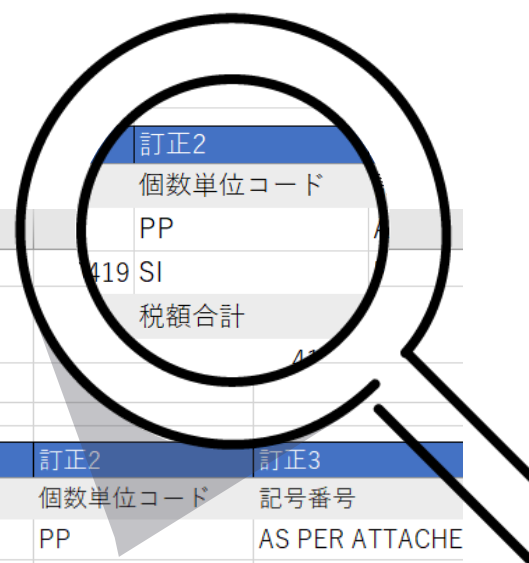 訂正2
個数単位コード
PP
419 SI
税額合計
訂正2 訂正3
個数単位コード 記号番号
PP AS PER ATTACHE